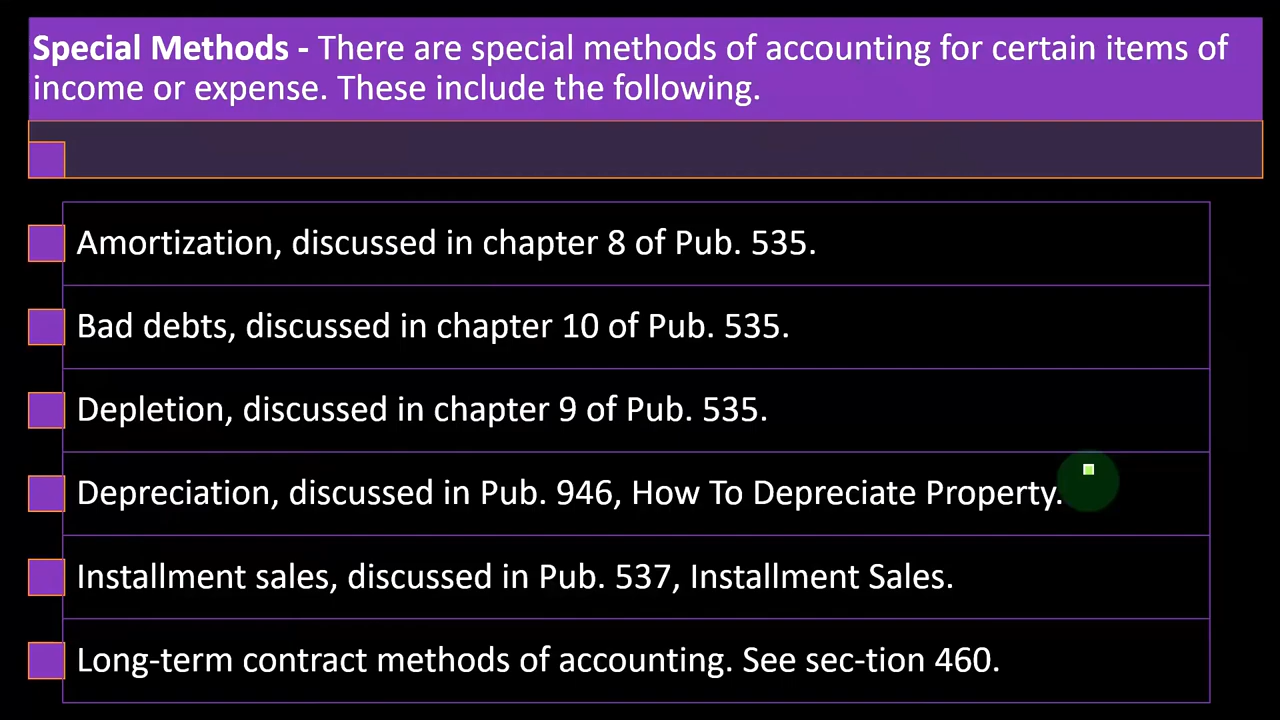 Special Methods - There are special methods of accounting for certain items of
income or expense. These include the following.
Amortization, discussed in chapter 8 of Pub. 535.
Bad debts, discussed in chapter 10 of Pub. 535.
Depletion, discussed in chapter 9 of Pub. 535.
Depreciation, discussed in Pub. 946, How To Depreciate Property.
Installment sales, discussed in Pub. 537, Installment Sales.
Long-term contract methods of accounting. See sec-tion 460.